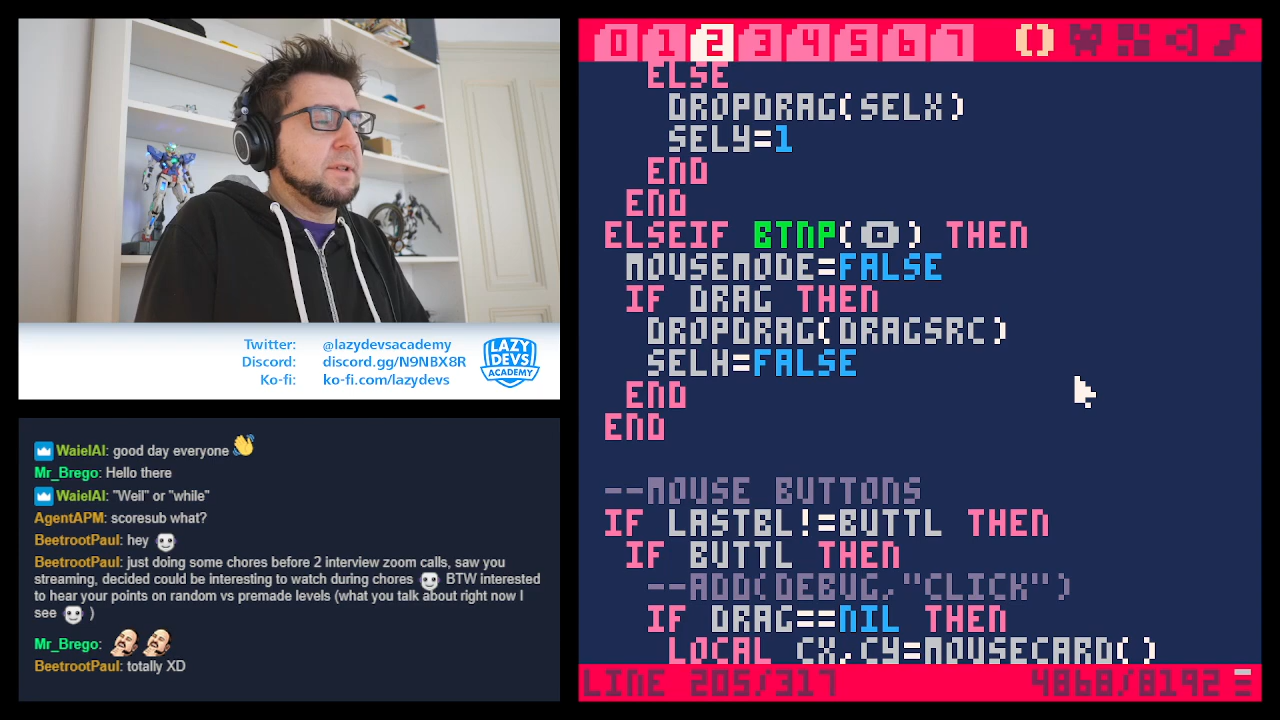 Twitter: @lazydevsacademy
Discord: discord.gg/N9NBX8R
Ko-fi: ko-fi.com/lazydevs
LAZY
DEVS
ACADEMY
WaielAI: good day everyone
Mr_Brego: Hello there
WaielAI: "Weil" or "while"
AgentAPM: scoresub what?
BeetrootPaul: hey
BeetrootPaul: just doing some chores before 2 interview zoom calls, saw you
streaming, decided could be interesting to watch during chores BTW interested
to hear your points on random vs premade levels (what you talk about right now I
see )
Mr_Brego:
BeetrootPaul: totally XD
0 1 2 3 4 5 6 7 ()
ELSE
DROPDRAG(SELX)
SELY=1
END
END
ELSEIF BTNP( ) THEN
MOUSEMODE=FALSE
IF DRAG THEN
DROPDRAG(DRAGSRC)
SELH=FALSE
END
END
--MOUSE BUTTONS
IF LASTBL!=BUTTL THEN
IF BUTTL THEN
--ADD(DEBUG,"CLICK")
IF DRAG==NIL THEN
LOCAL CX,CY=MOUSECARD()
LINE 205/317 4868/8192